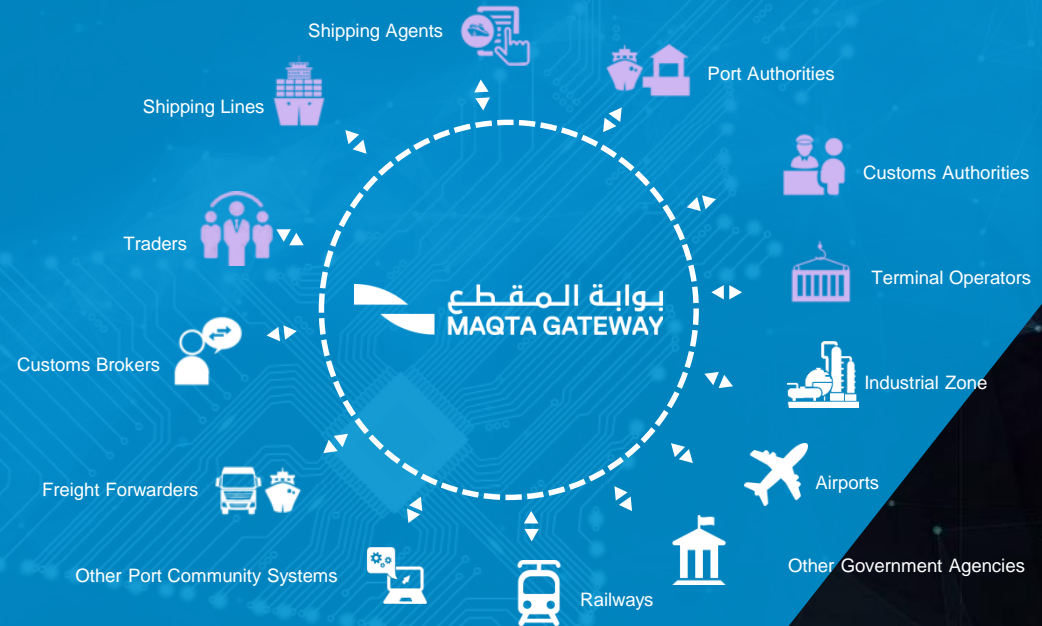 Shipping Agents
Port Authorities
Shipping Lines
Customs Authorities
Traders
Terminal Operators
بوابة المقطع
MAQTA GATEWAY
Customs Brokers
Industrial Zone
Freight Forwarders
Airports
Other Government Agencies
Other Port Community Systems
Railways